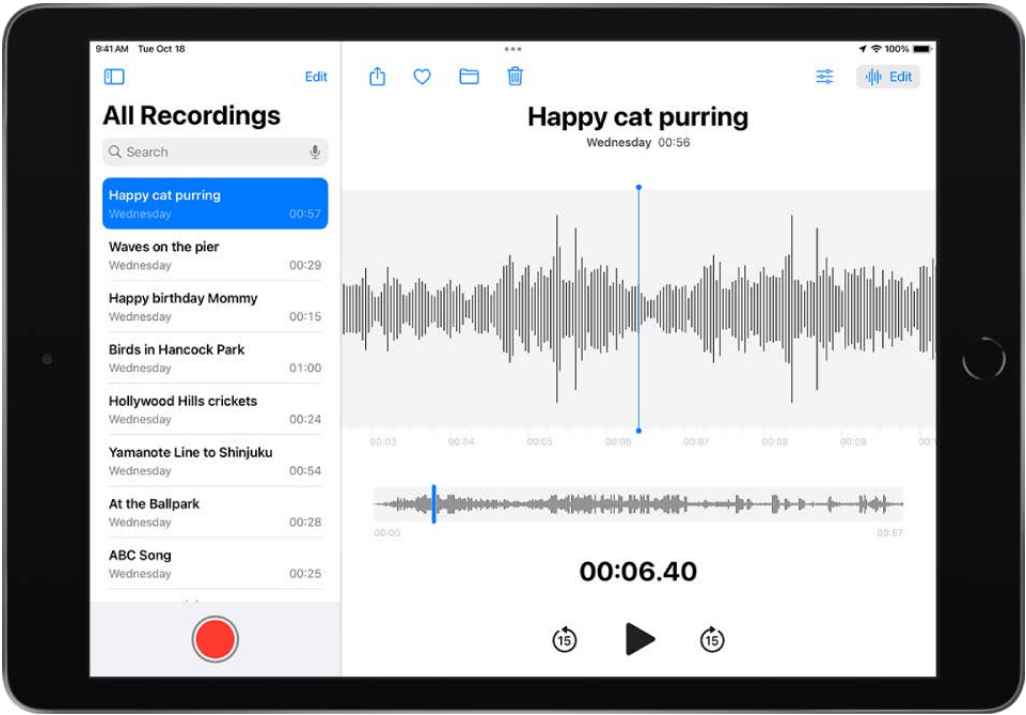 9:41 AM Tue Oct 18
100%
Edit
Edit
All Recordings
Search
Happy cat purring
Wednesday 00:57
Waves on the pier
Wednesday 00:29
Happy birthday Mommy
Wednesday 00:15
Birds in Hancock Park
Wednesday 01:00
Hollywood Hills crickets
Wednesday 00:24
Yamanote Line to Shinjuku
Wednesday 00:54
At the Ballpark
Wednesday 00:28
ABC Song
Wednesday 00:25
Happy cat purring
Wednesday 00:56
00:03 00:04 00:05 00:06 00:07 00:08 00:09
00:00 00:57
00:06.40
15 15